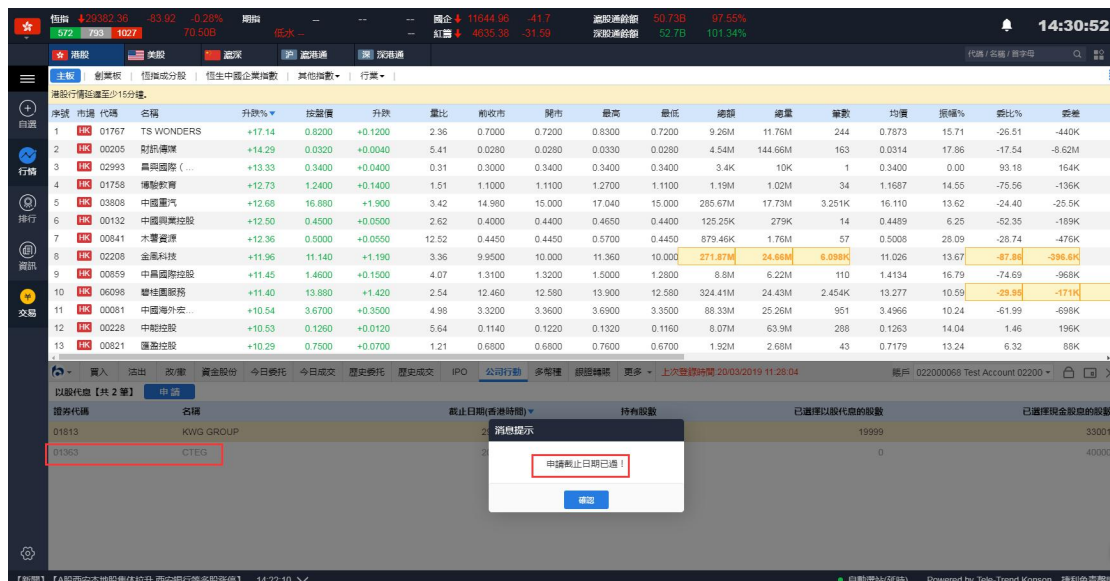 恆指 29382.36 -83.92 -0.28% 期指 -- -- -- 國企 11644.96 -41.7 滬股通餘額 50.73B 97.55% 14:30:52
572 793 1027 70.50B 低水 -- -- 紅籌 4635.38 -31.59 深股通餘額 52.7B 101.34%
港股 美股 滬深 沪 滬港通 深 深港通 代碼 / 名稱 / 首字母
主板 創業板 恆指成分股 恆生中國企業指數 其他指數 行業
港股行情延遲至少15分鐘。
序號 市場 代碼 名稱 升跌% 按盤價 升跌 量比 前收市 開市 最高 最低 總額 總量 筆數 均價 振幅% 委比% 委差
1 HK 01767 TS WONDERS +17.14 0.8200 +0.1200 2.36 0.7000 0.7200 0.8300 0.7200 9.26M 11.76M 244 0.7873 15.71 -26.51 -440K
2 HK 00205 財訊傳媒 +14.29 0.0320 +0.0040 5.41 0.0280 0.0280 0.0330 0.0280 4.54M 144.66M 163 0.0314 17.86 -17.54 -8.62M
3 HK 02993 昌興國際 (... +13.33 0.3400 +0.0400 0.31 0.3000 0.3400 0.3400 0.3400 3.4K 10K 1 0.3400 0.00 93.18 164K
4 HK 01758 博駿教育 +12.73 1.2400 +0.1400 1.51 1.1000 1.1100 1.2700 1.1100 1.19M 1.02M 34 1.1687 14.55 -75.56 -136K
5 HK 03808 中國重汽 +12.68 16.880 +1.900 3.42 14.980 15.000 17.040 15.000 285.67M 17.73M 3.251K 16.110 13.62 -24.40 -25.5K
6 HK 00132 中國興業控股 +12.50 0.4500 +0.0500 2.62 0.4000 0.4400 0.4650 0.4400 125.25K 279K 14 0.4489 6.25 -52.35 -189K
7 HK 00841 木薯資源 +12.36 0.5000 +0.0550 12.52 0.4450 0.4450 0.5700 0.4450 879.46K 1.76M 57 0.5008 28.09 -28.74 -476K
8 HK 02208 金風科技 +11.96 11.140 +1.190 3.36 9.9500 10.000 11.360 10.000 271.87M 24.66M 6.098K 11.026 13.67 -87.86 -396.6K
9 HK 00859 中昌國際控股 +11.45 1.4600 +0.1500 4.07 1.3100 1.3200 1.5000 1.2800 8.8M 6.22M 110 1.4134 16.79 -74.69 -968K
10 HK 06098 碧桂園服務 +11.40 13.880 +1.420 2.54 12.460 12.580 13.900 12.580 324.41M 24.43M 2.454K 13.277 10.59 -29.95 -171K
11 HK 00081 中國海外宏... +10.54 3.6700 +0.3500 4.98 3.3200 3.3600 3.6900 3.3500 88.33M 25.26M 951 3.4966 10.24 -61.99 -698K
12 HK 00228 中能控股 +10.53 0.1260 +0.0120 5.64 0.1140 0.1220 0.1320 0.1160 8.07M 63.9M 288 0.1263 14.04 1.46 196K
13 HK 00821 匯盈控股 +10.29 0.7500 +0.0700 1.21 0.6800 0.6800 0.7600 0.6700 1.92M 2.68M 43 0.7179 13.24 6.32 88K
自選
行情
排行
資訊
交易
買入 沽出 改/撤 資金股份 今日委托 今日成交 歷史委托 歷史成交 IPO 公司行動 多幣種 銀證轉賬 更多 上次登錄時間:20/03/2019 11:28:04 賬戶 022000068 Test Account 02200
以股代息【共 2 筆】 申請
證券代碼 名稱 截止日期(香港時間) 持有股數 已選擇以股代息的股數 已選擇現金股息的股數
01813 KWG GROUP 19999 33001
01363 CTEG 0 40000
消息提示
申請截止日期已過！
確認
【新聞】 14:22:10 自動選站(延時) Powered by Tele-Trend Konson